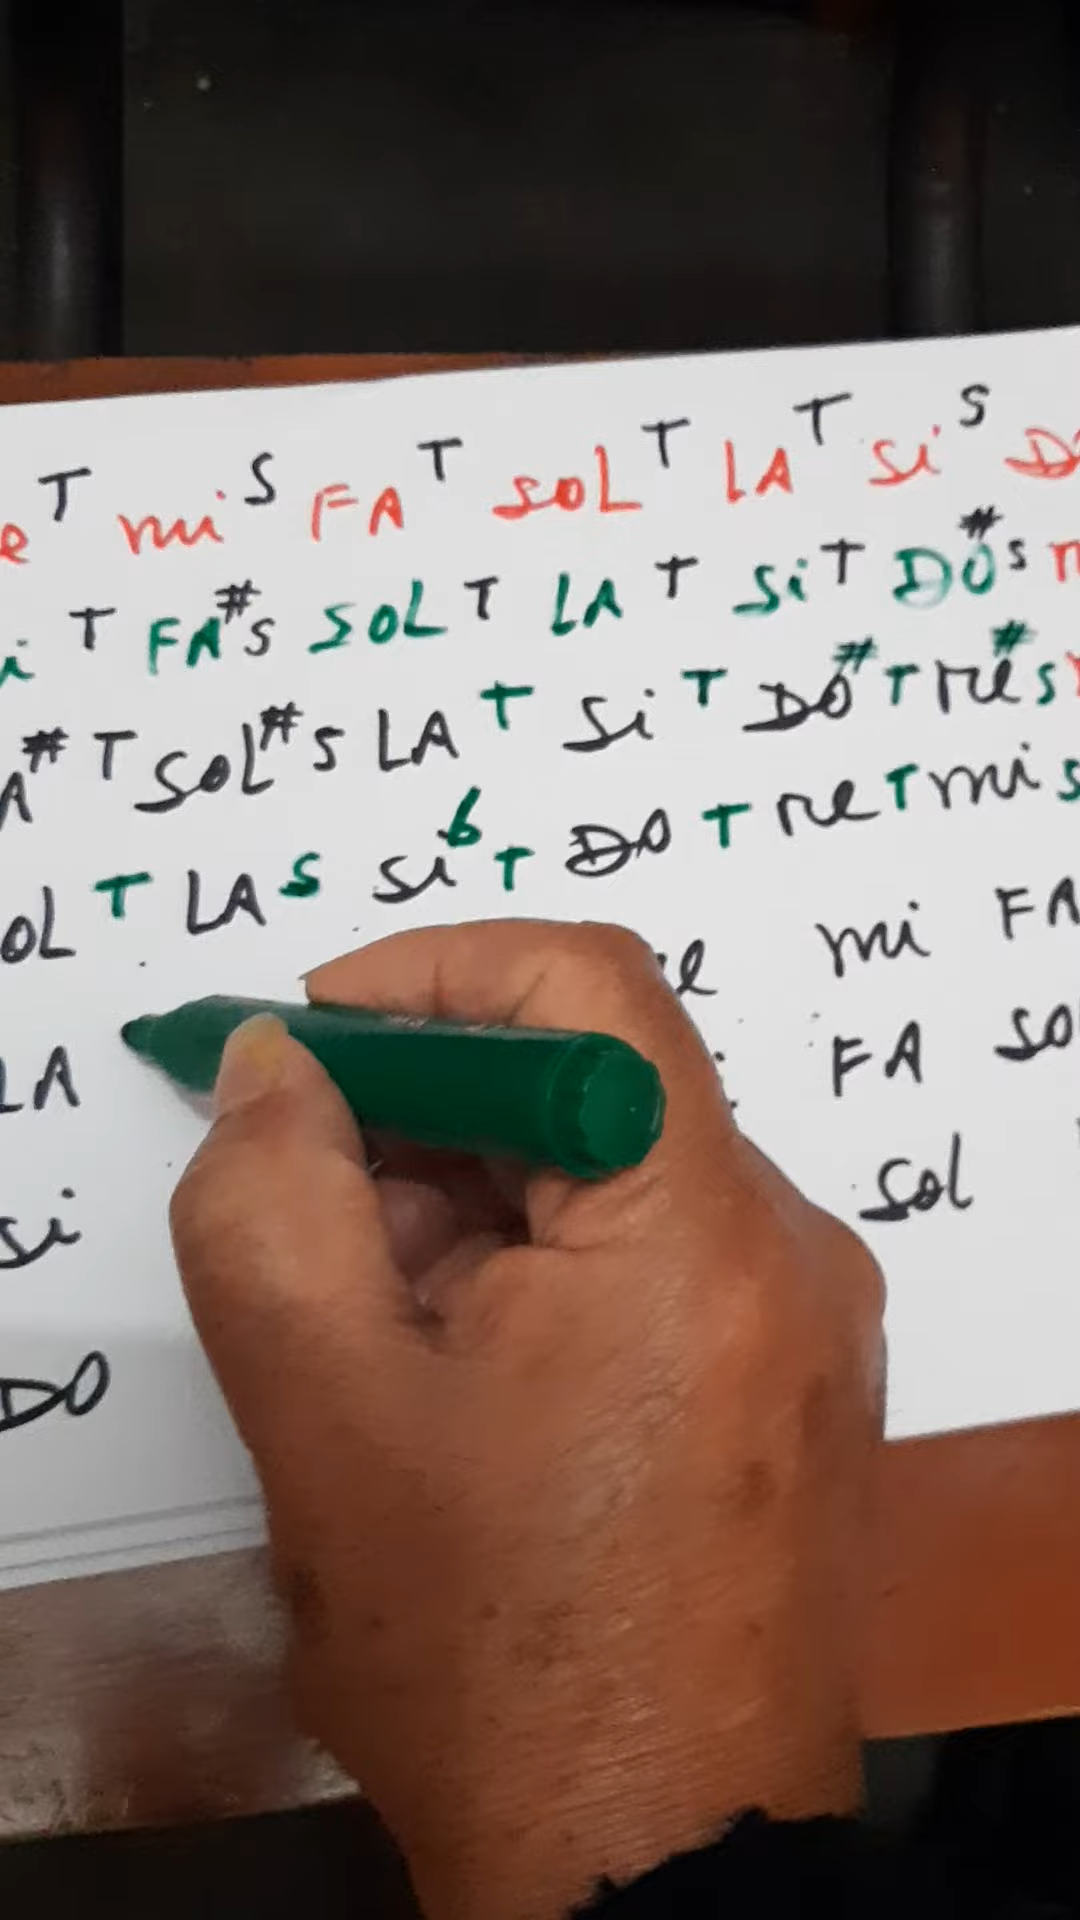 e T mi S FA T SOL T LA T Si S DO
i T FA# S SOL T LA T Si T DO# S
A# T SOL# S LA T Si T DO# T re# S
OL T LA S Si b T DO T re T mi S
mi FA
LA FA SO
Si Sol
DO